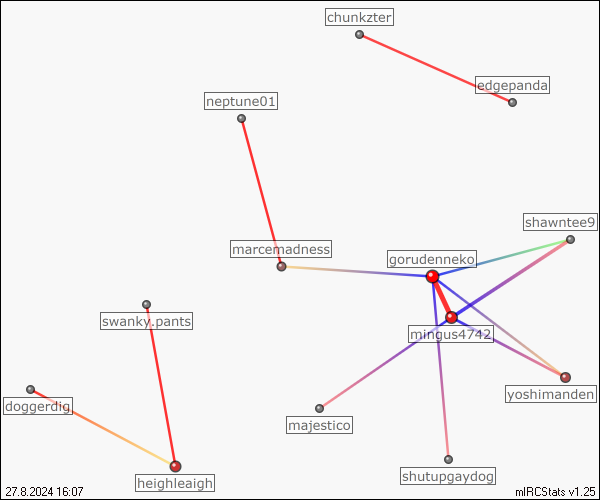 chunkzter
edgepanda
neptune01
shawntee9
marcemadness
gorudenneko
swanky.pants
mingus4742
doggerdig
yoshimanden
majestico
heighleaigh
shutupgaydog
27.8.2024 16:07
mIRCStats v1.25